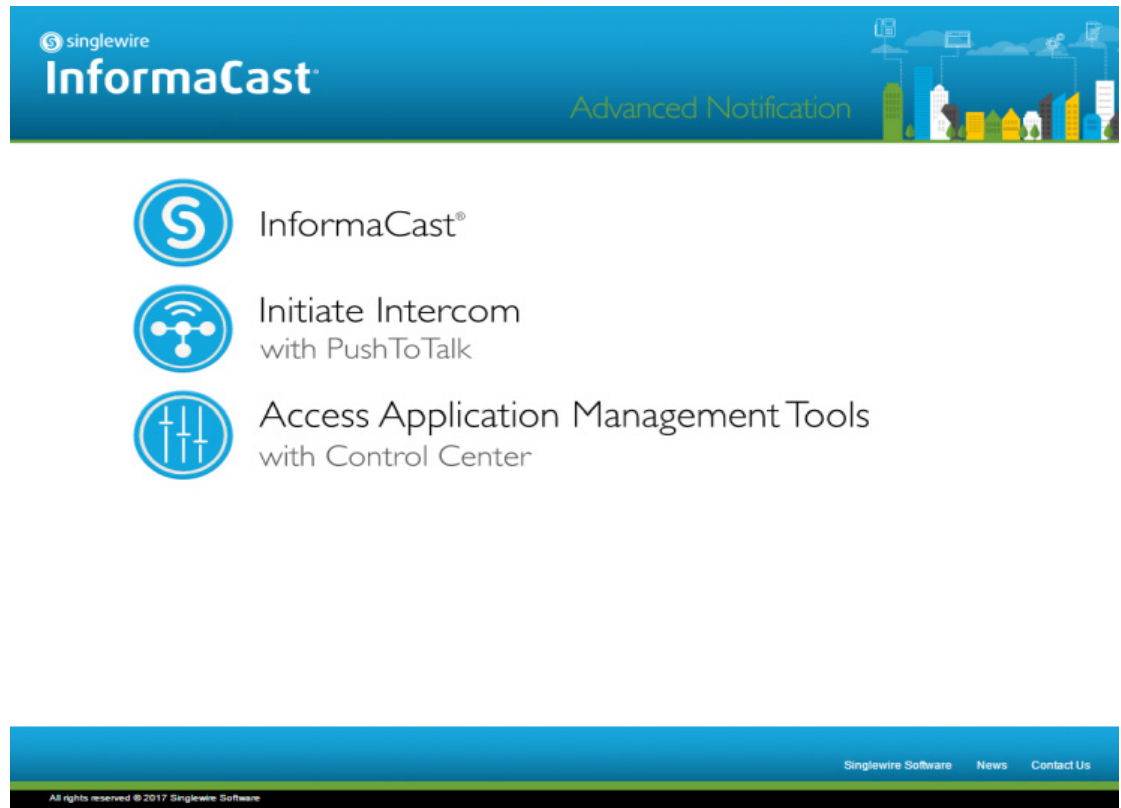 singlewire
InformaCast
Advanced Notification
InformaCast®
Initiate Intercom
with PushToTalk
Access Application Management Tools
with Control Center
Singlewire Software News Contact Us
All rights reserved © 2017 Singlewire Software